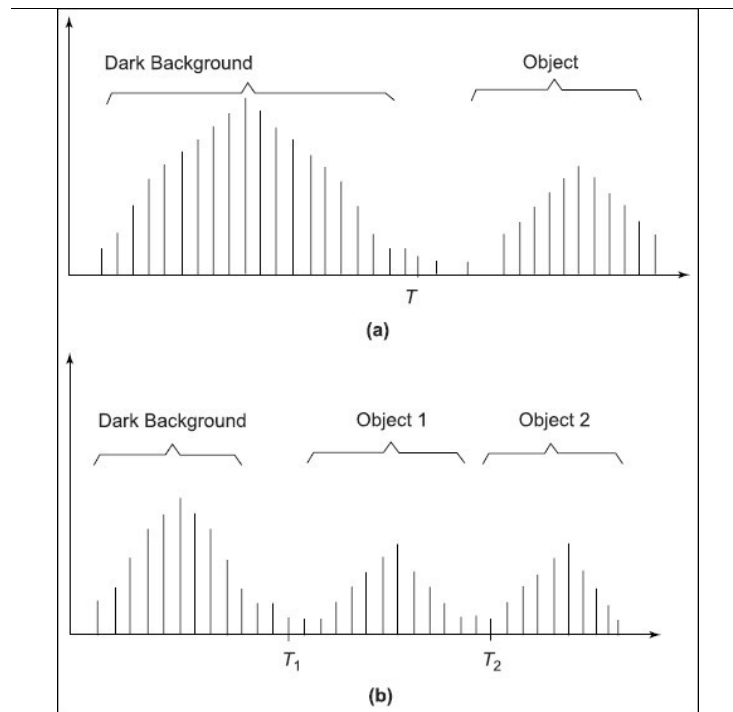 Dark Background
Object
T
(a)
Dark Background
Object 1
Object 2
T1
T2
(b)